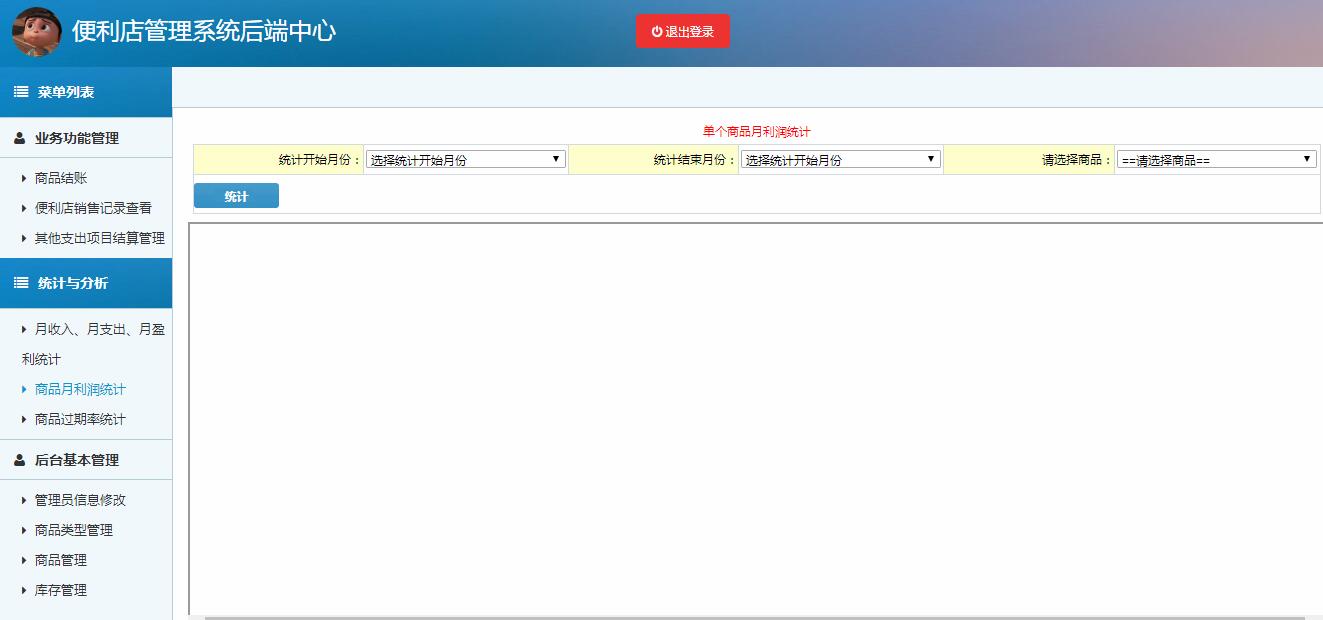 便利店管理系统后端中心
退出登录
菜单列表
业务功能管理
商品结账
便利店销售记录查看
其他支出项目结算管理
统计与分析
月收入、月支出、月盈
利统计
商品月利润统计
商品过期率统计
后台基本管理
管理员信息修改
商品类型管理
商品管理
库存管理
单个商品月利润统计
统计开始月份： 选择统计开始月份 统计结束月份： 选择统计开始月份 请选择商品： ==请选择商品==
统计